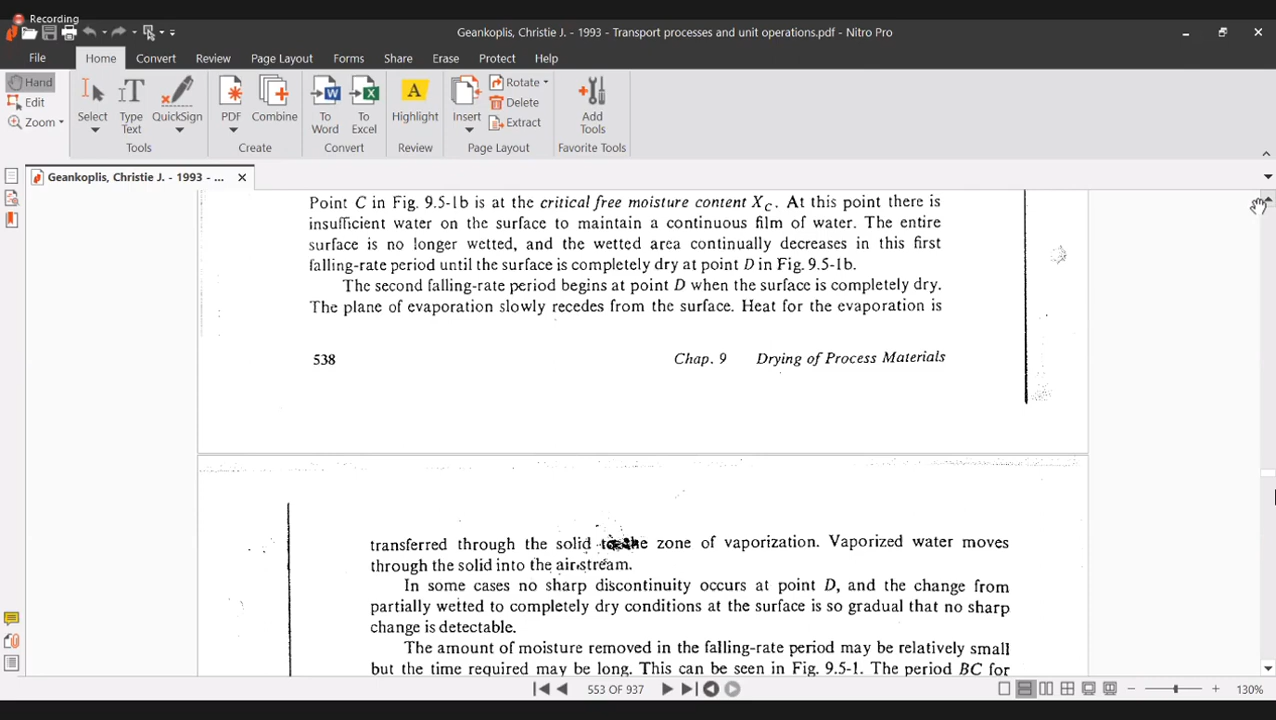 Recording
Geankoplis, Christie J. - 1993 - Transport processes and unit operations.pdf - Nitro Pro
File Home Convert Review Page Layout Forms Share Erase Protect Help
Hand
Edit
Zoom
Select
Type Text
QuickSign
PDF
Combine
To Word
To Excel
Highlight
Insert
Rotate
Delete
Extract
Add Tools
Tools Create Convert Review Page Layout Favorite Tools
Geankoplis, Christie J. - 1993 - ...
Point C in Fig. 9.5-1b is at the critical free moisture content XC. At this point there is
insufficient water on the surface to maintain a continuous film of water. The entire
surface is no longer wetted, and the wetted area continually decreases in this first
falling-rate period until the surface is completely dry at point D in Fig. 9.5-1b.
The second falling-rate period begins at point D when the surface is completely dry.
The plane of evaporation slowly recedes from the surface. Heat for the evaporation is
538 Chap. 9 Drying of Process Materials
transferred through the solid to the zone of vaporization. Vaporized water moves
through the solid into the air stream.
In some cases no sharp discontinuity occurs at point D, and the change from
partially wetted to completely dry conditions at the surface is so gradual that no sharp
change is detectable.
The amount of moisture removed in the falling-rate period may be relatively small
but the time required may be long. This can be seen in Fig. 9.5-1. The period BC for
553 OF 937
130%